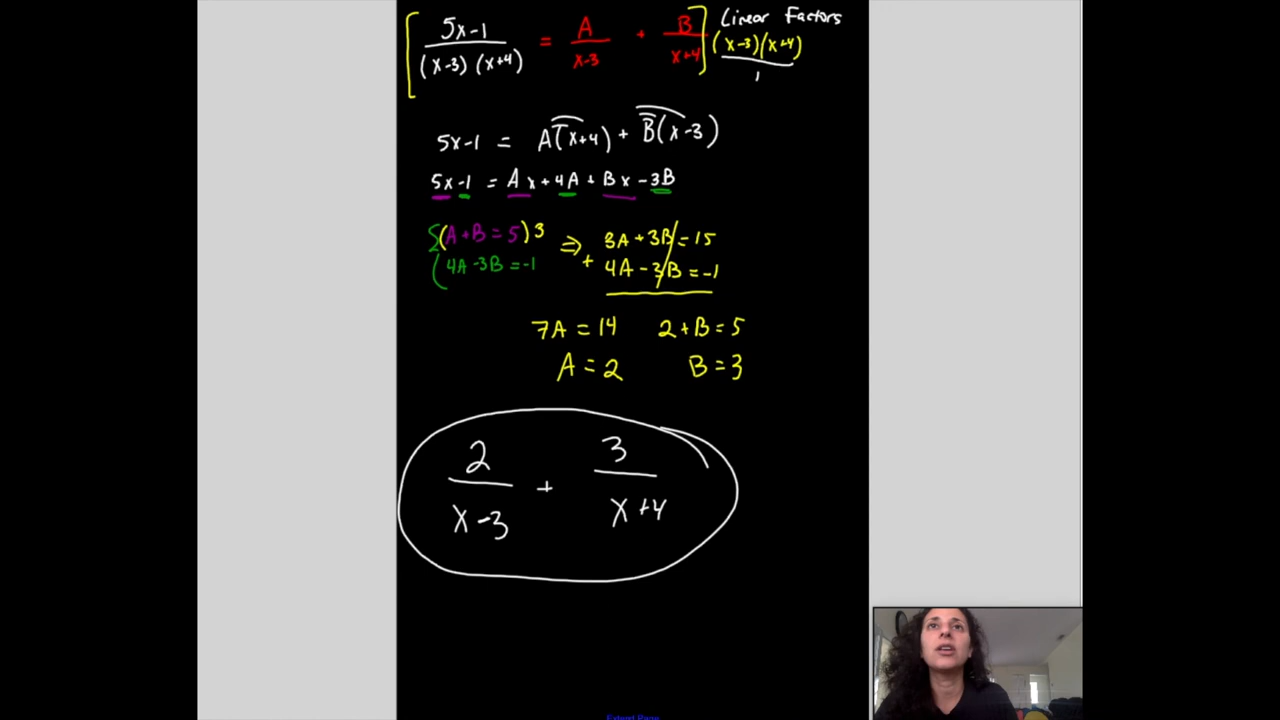 5x-1 / (x-3)(x+4) = A / x-3 + B / x+4
Linear Factors
(x-3)(x+4) / 1
5x-1 = A(x+4) + B(x-3)
5x-1 = Ax+4A+Bx-3B
(A+B=5)3 ⇒ 3A+3B=15
4A-3B=-1 + 4A-3B=-1
7A=14 2+B=5
A=2 B=3
2 / x-3 + 3 / x+4